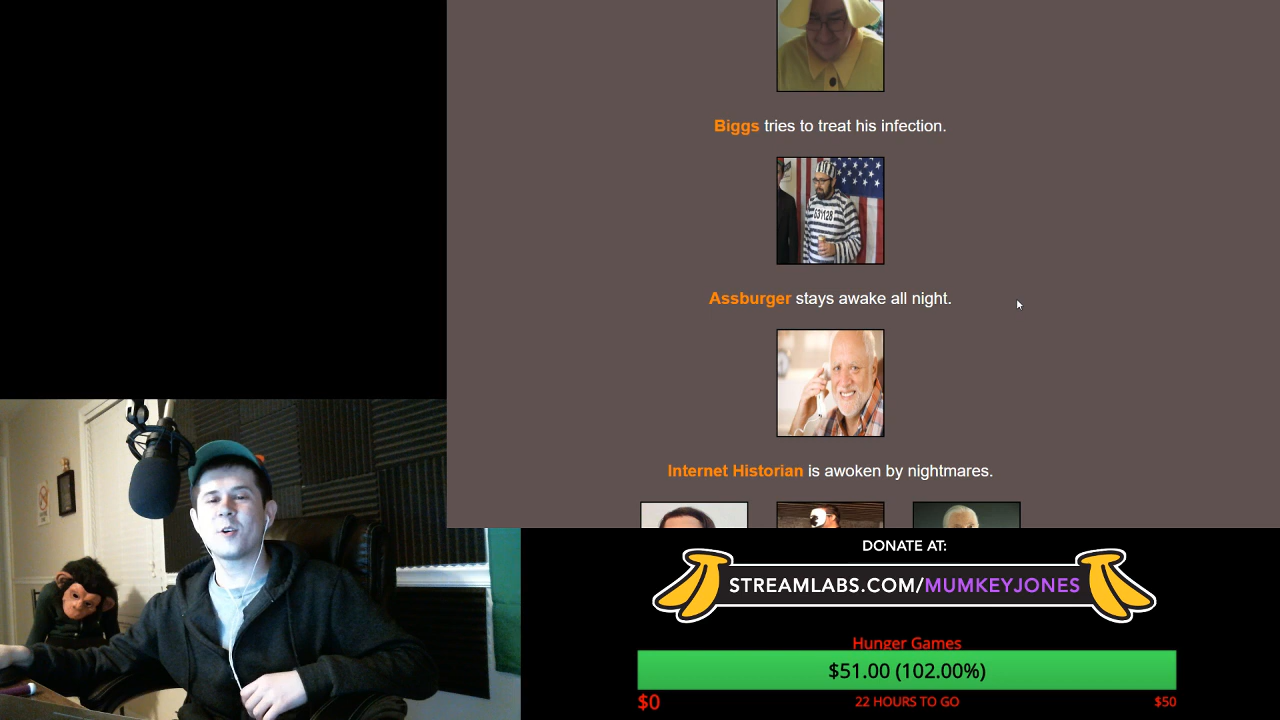 Biggs tries to treat his infection.
631128
Assburger stays awake all night.
Internet Historian is awoken by nightmares.
DONATE AT:
STREAMLABS.COM/MUMKEYJONES
Hunger Games
$51.00 (102.00%)
$0
22 HOURS TO GO
$50